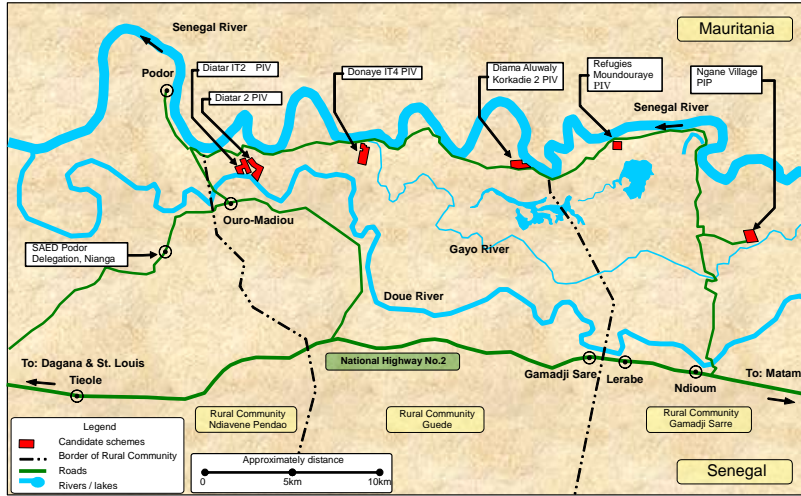 Senegal River
Mauritania
Diatar IT2 PIV
Donaye IT4 PIV
Diama Aluwaly
Korkadie 2 PIV
Refugies
Moundouraye
PIV
Ngane Village
PIP
Podor
Diatar 2 PIV
Senegal River
Ouro-Madiou
SAED Podor
Delegation, Nianga
Gayo River
Doue River
National Highway No.2
To: Dagana & St. Louis
Tieole
Gamadji Sare
Lerabe
Ndioum
To: Matam
Rural Community
Ndiavene Pendao
Rural Community
Guede
Rural Community
Gamadji Sarre
Legend
Candidate schemes
Border of Rural Community
Roads
Rivers / lakes
Approximately distance
0 5km 10km
Senegal